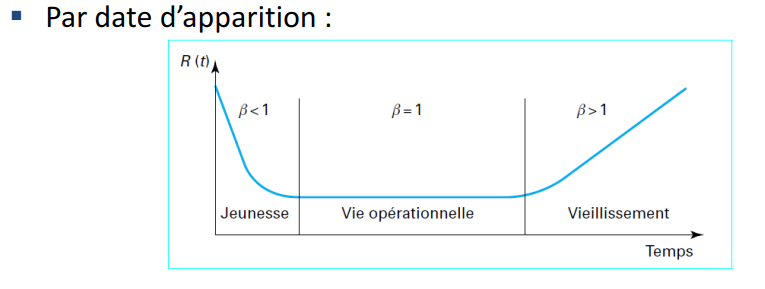 ▪ Par date d’apparition :
R (t)
β < 1
β = 1
β > 1
Jeunesse
Vie opérationnelle
Vieillissement
Temps